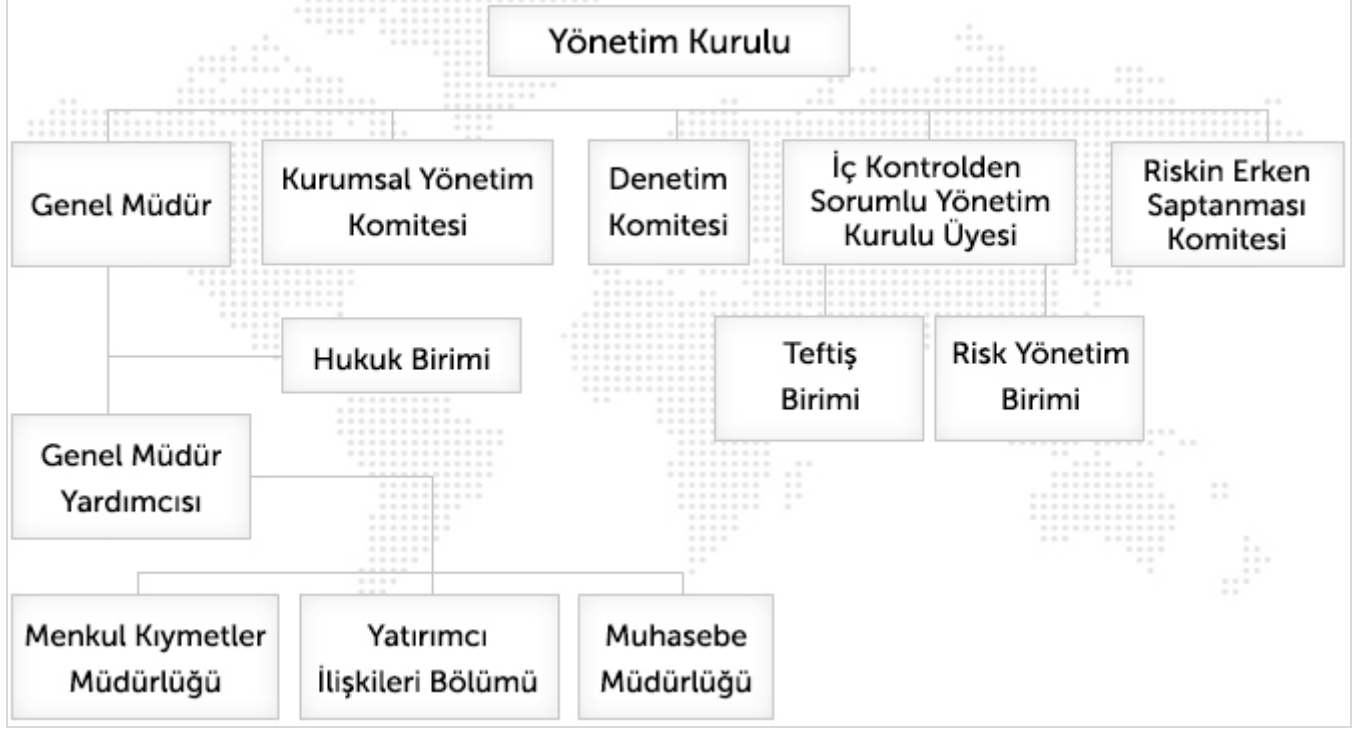 Yönetim Kurulu
Genel Müdür
Kurumsal Yönetim
Komitesi
Denetim
Komitesi
İç Kontrolden
Sorumlu Yönetim
Kurulu Üyesi
Riskin Erken
Saptanması
Komitesi
Hukuk Birimi
Teftiş
Birimi
Risk Yönetim
Birimi
Genel Müdür
Yardımcısı
Menkul Kıymetler
Müdürlüğü
Yatırımcı
İlişkileri Bölümü
Muhasebe
Müdürlüğü